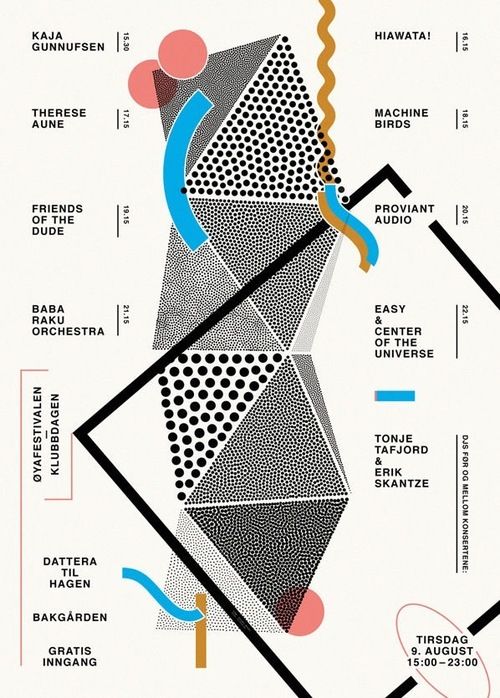 KAJA
GUNNUFSEN
15.30
THERESE
AUNE
17.15
FRIENDS
OF THE
DUDE
19.15
BABA
RAKU
ORCHESTRA
21.15
HIAWATA!
16.15
MACHINE
BIRDS
18.15
PROVIANT
AUDIO
20.15
EASY
&
CENTER
OF THE
UNIVERSE
22.15
TONJE
TAFJORD
&
ERIK
SKANTZE
DJS FØR OG MELLOM KONSERTENE:
ØYAFESTIVALEN
–
KLUBBDAGEN
DATTERA
TIL
HAGEN
BAKGÅRDEN
GRATIS
INNGANG
TIRSDAG
9. AUGUST
15:00–23:00